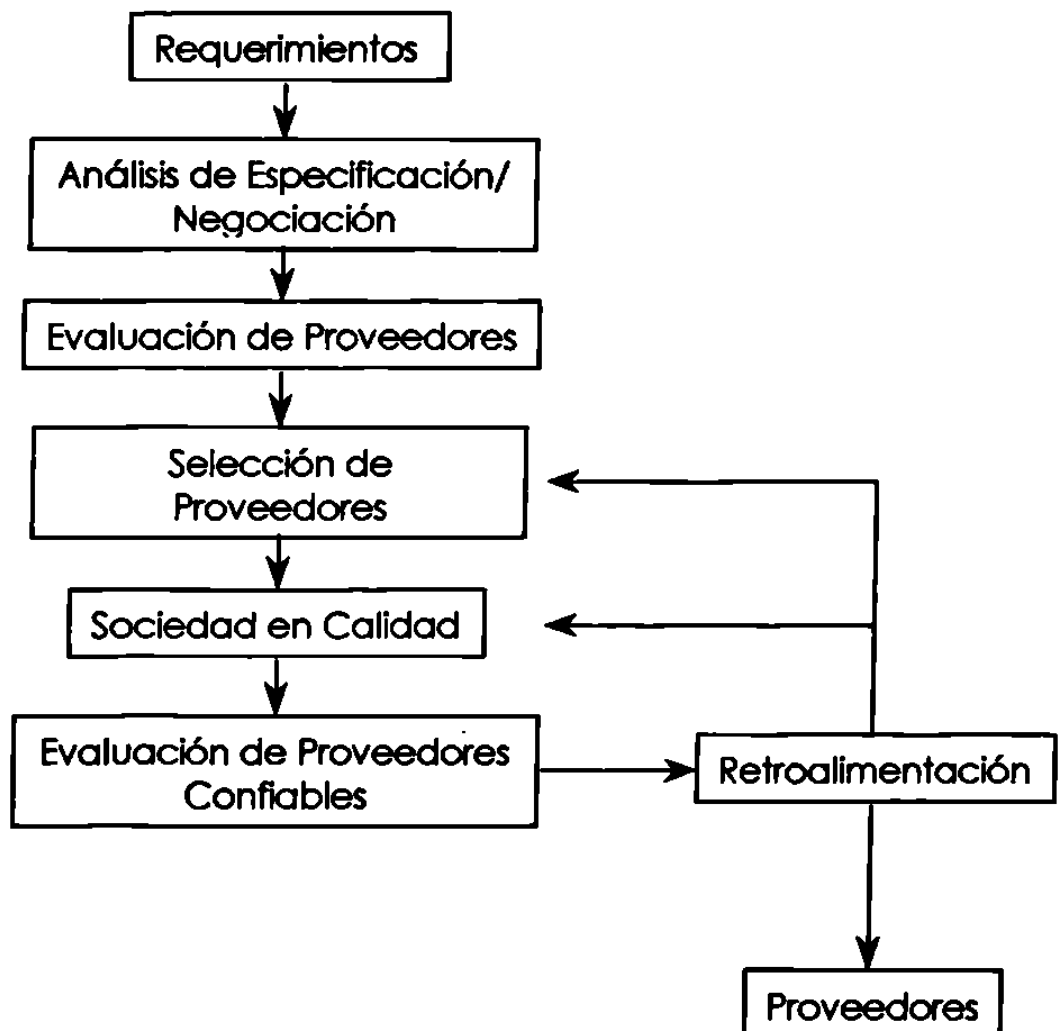 Requerimientos
Análisis de Especificación/
Negociación
Evaluación de Proveedores
Selección de
Proveedores
Sociedad en Calidad
Evaluación de Proveedores
Confiables
Retroalimentación
Proveedores